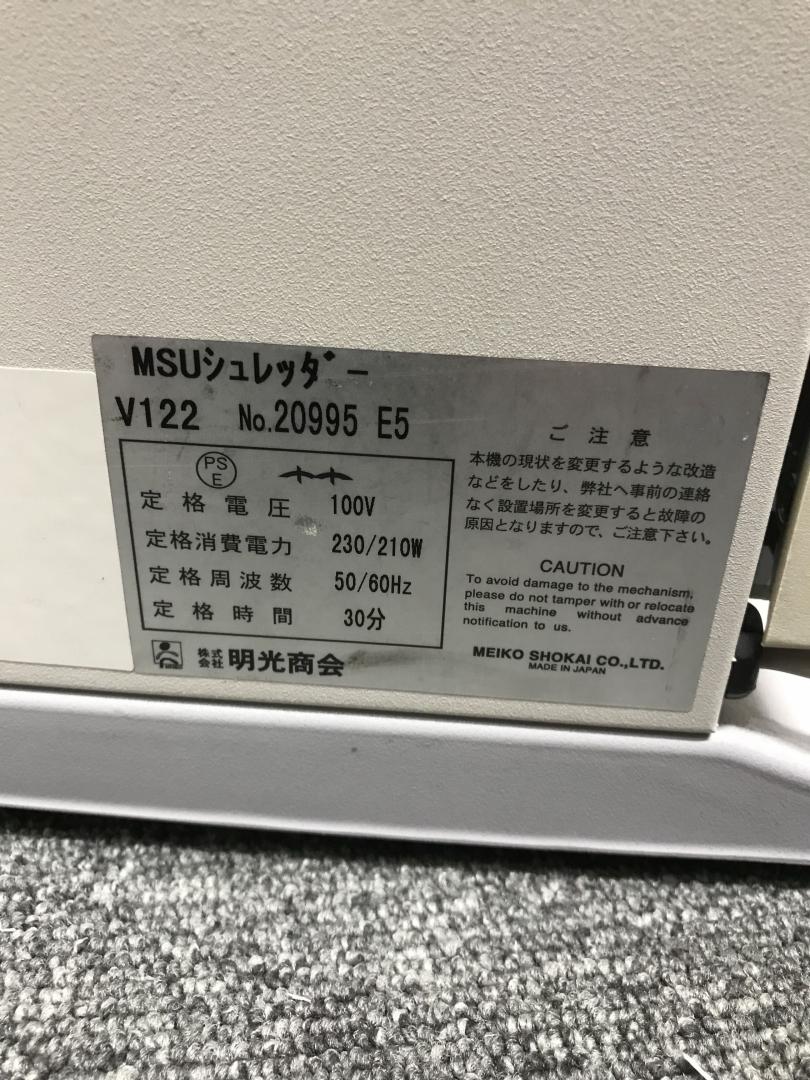 MSUシュレッダー
V122 No.20995 E5
PS
E
定格電圧 100V
定格消費電力 230/210W
定格周波数 50/60Hz
定格時間 30分
株式会社 明光商会
ご注意
本機の現状を変更するような改造
などをしたり、弊社へ事前の連絡
なく設置場所を変更すると故障の
原因となりますので、ご注意下さい。
CAUTION
To avoid damage to the mechanism,
please do not tamper with or relocate
this machine without advance
notification to us.
MEIKO SHOKAI CO.,LTD.
MADE IN JAPAN